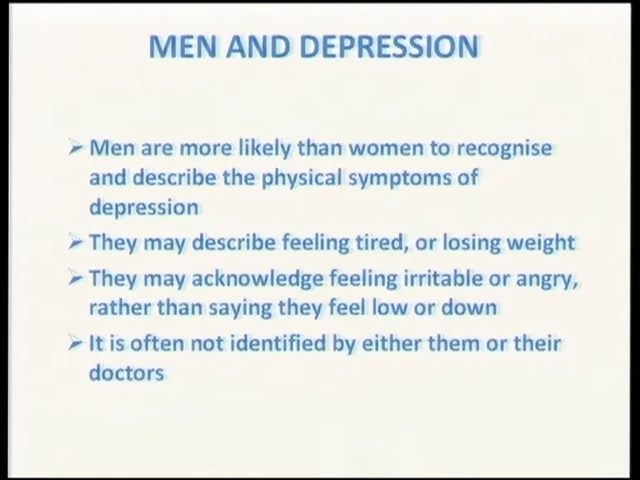 MEN AND DEPRESSION
Men are more likely than women to recognise
and describe the physical symptoms of
depression
They may describe feeling tired, or losing weight
They may acknowledge feeling irritable or angry,
rather than saying they feel low or down
It is often not identified by either them or their
doctors